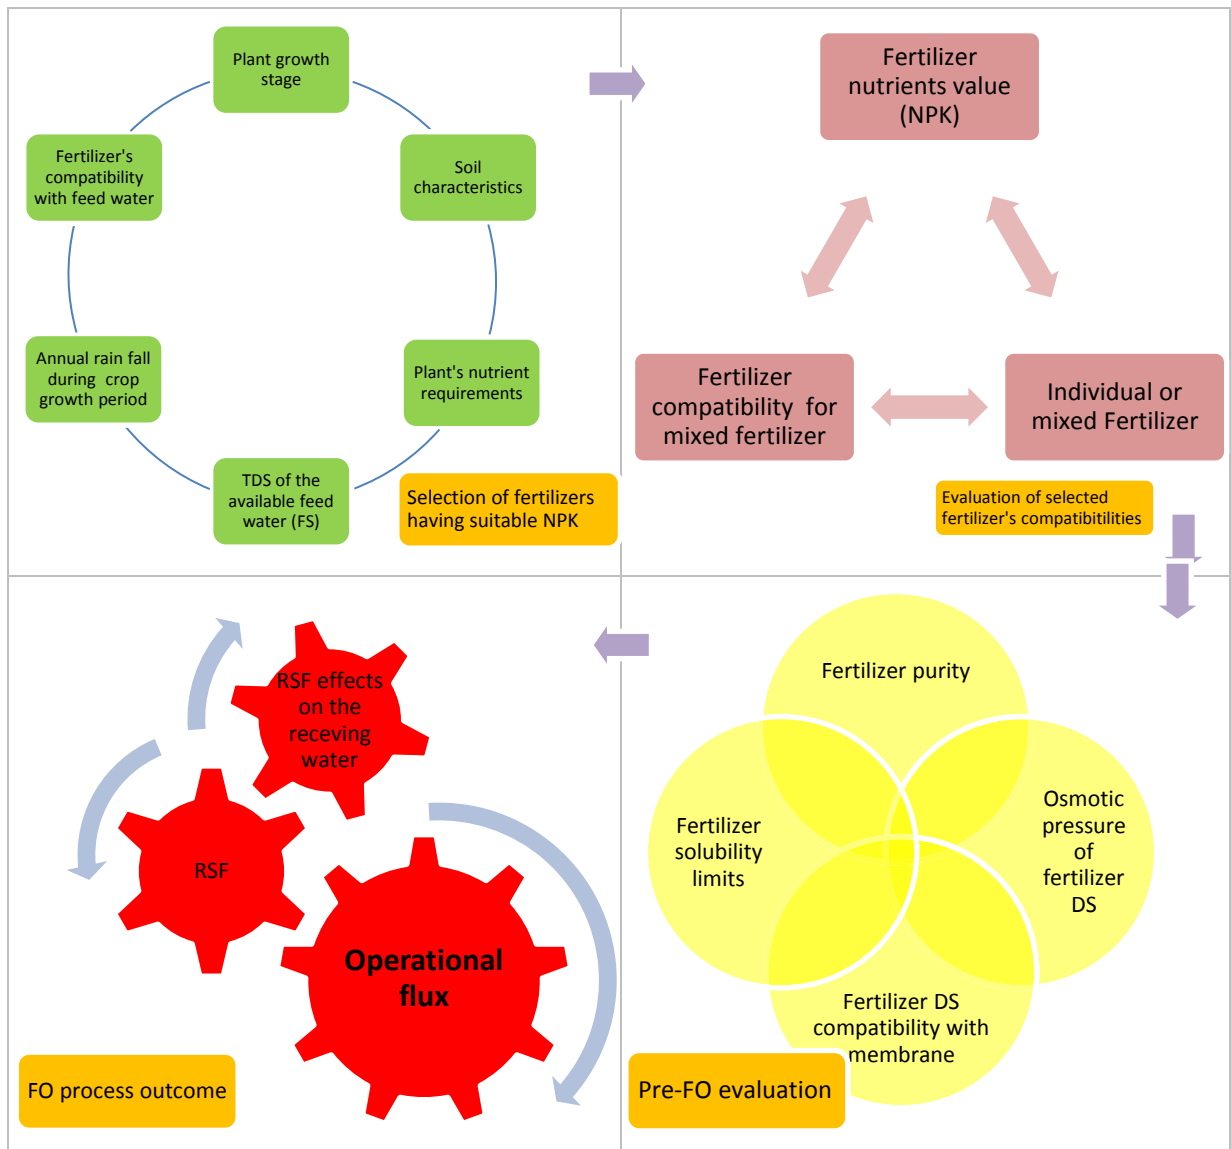 Plant growth
stage
Fertilizer's
compatibility
with feed water
Soil
characteristics
Annual rain fall
during crop
growth period
Plant's nutrient
requirements
TDS of the
available feed
water (FS)
Selection of fertilizers
having suitable NPK
Fertilizer
nutrients value
(NPK)
Fertilizer
compatibility for
mixed fertilizer
Individual or
mixed Fertilizer
Evaluation of selected
fertilizer's compatibitilities
RSF effects
on the
receving
water
RSF
Operational
flux
FO process outcome
Fertilizer purity
Fertilizer
solubility
limits
Osmotic
pressure
of
fertilizer
DS
Fertilizer DS
compatibility with
membrane
Pre-FO evaluation